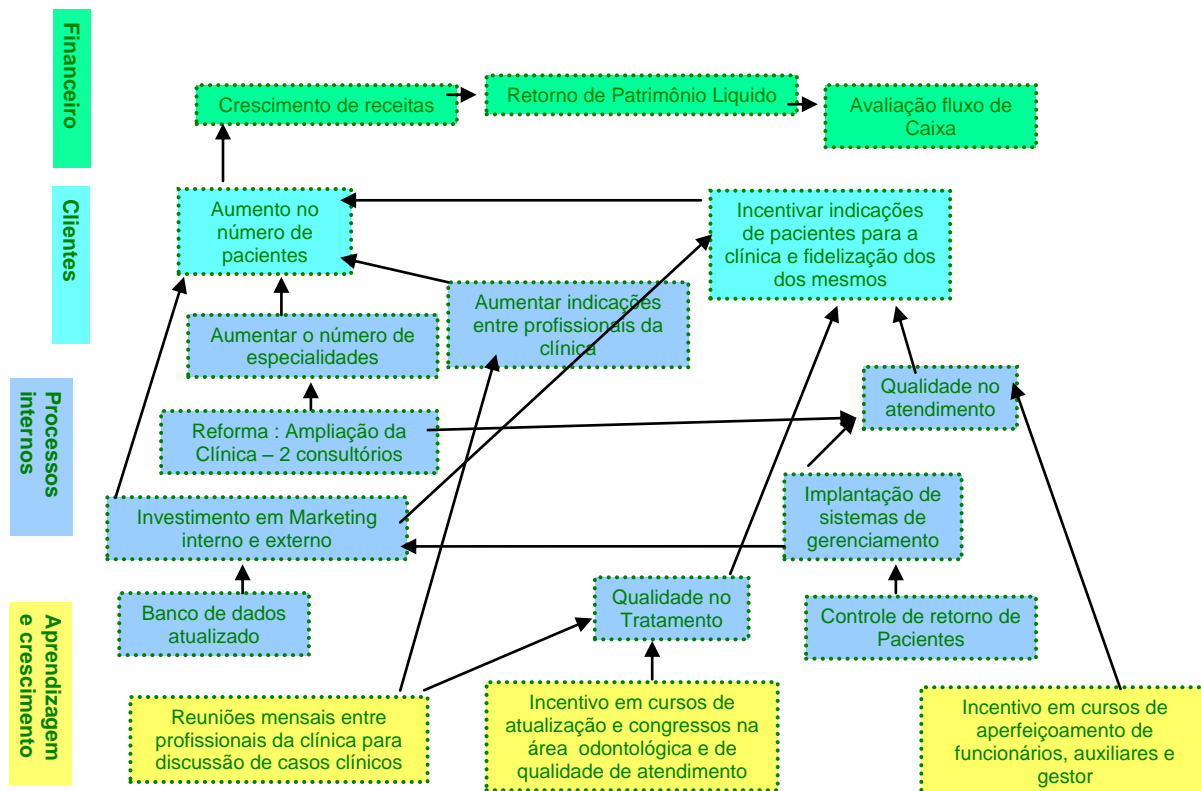 Financeiro
Crescimento de receitas
Retorno de Patrimônio Liquido
Avaliação fluxo de
Caixa
Clientes
Aumento no
número de
pacientes
Incentivar indicações
de pacientes para a
clínica e fidelização dos
dos mesmos
Aumentar indicações
entre profissionais da
clínica
Aumentar o número de
especialidades
Processos
internos
Qualidade no
atendimento
Reforma : Ampliação da
Clínica – 2 consultórios
Investimento em Marketing
interno e externo
Implantação de
sistemas de
gerenciamento
Aprendizagem
e crescimento
Banco de dados
atualizado
Qualidade no
Tratamento
Controle de retorno de
Pacientes
Reuniões mensais entre
profissionais da clínica para
discussão de casos clínicos
Incentivo em cursos de
atualização e congressos na
área odontológica e de
qualidade de atendimento
Incentivo em cursos de
aperfeiçoamento de
funcionários, auxiliares e
gestor